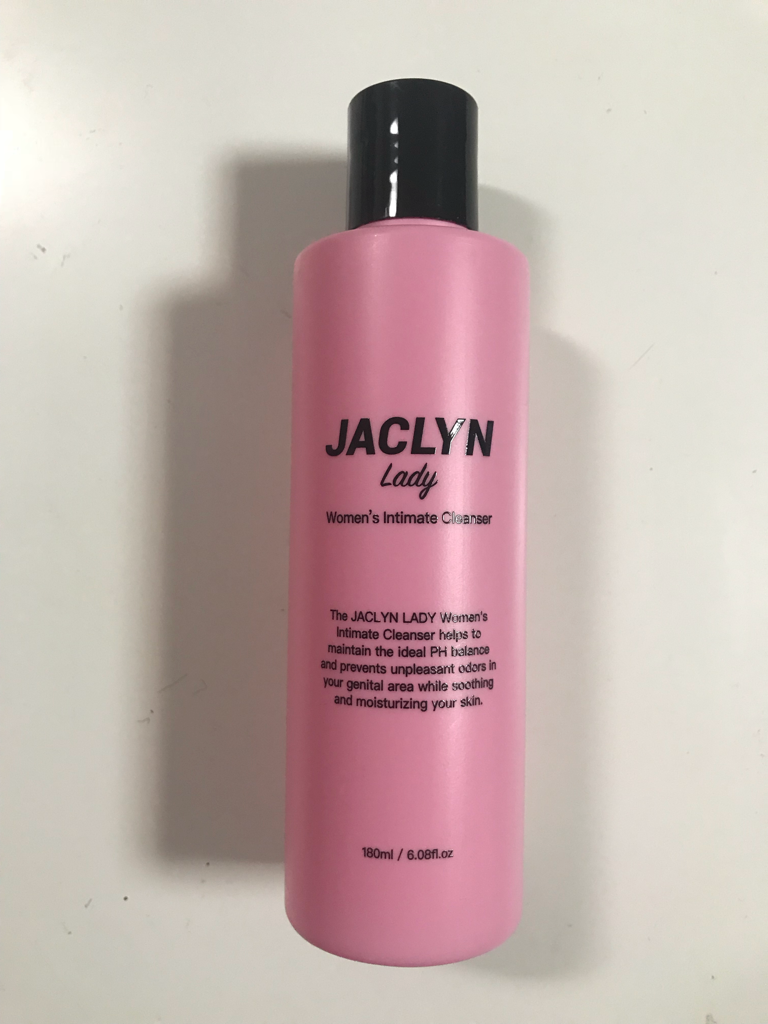 JACLYN
Lady
Women's Intimate Cleanser
The JACLYN LADY Women's
Intimate Cleanser helps to
maintain the ideal PH balance
and prevents unpleasant odors in
your genital area while soothing
and moisturizing your skin.
180ml / 6.08fl.oz